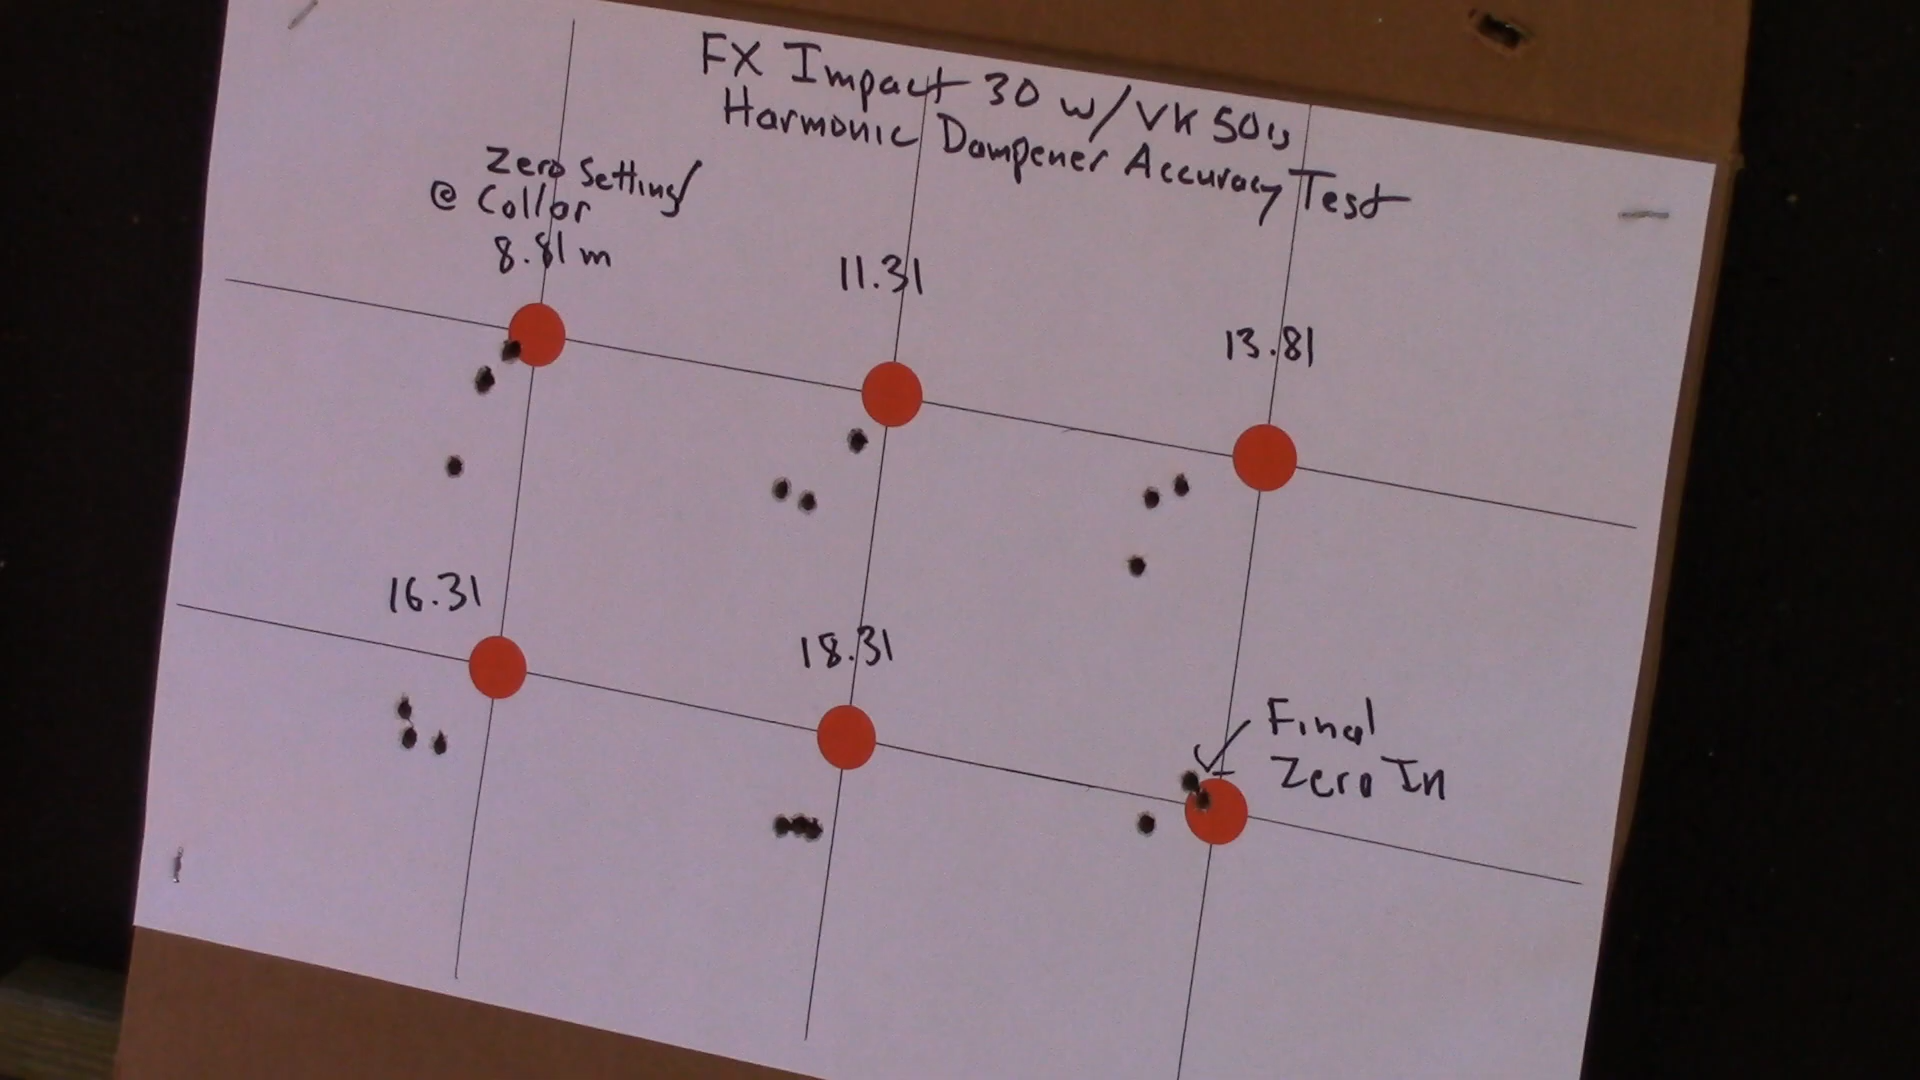 FX Impact 30 w/VK 50s
Harmonic Dampener Accuracy Test
Zero Setting/
@ Collar
8.81 m
11.31
13.81
16.31
18.31
Final
Zero In